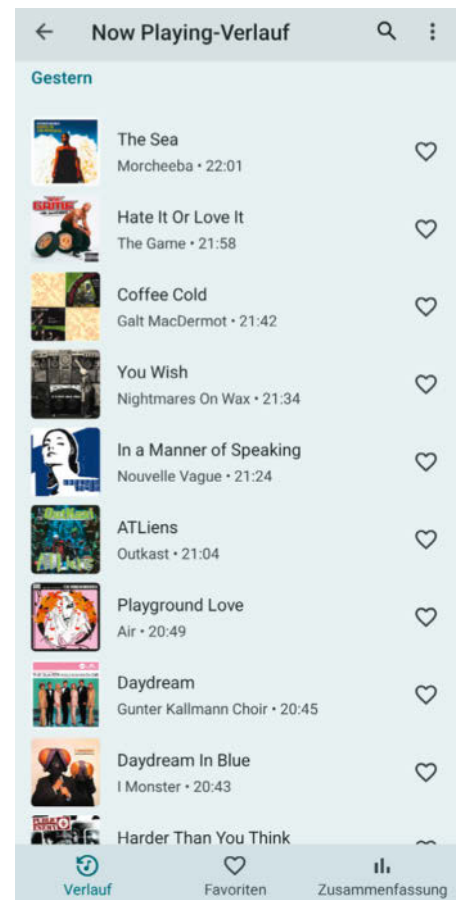 Now Playing-Verlauf
Gestern
The Sea
Morcheeba • 22:01
Hate It Or Love It
The Game • 21:58
Coffee Cold
Galt MacDermot • 21:42
You Wish
Nightmares On Wax • 21:34
In a Manner of Speaking
Nouvelle Vague • 21:24
ATLiens
Outkast • 21:04
Playground Love
Air • 20:49
Daydream
Gunter Kallmann Choir • 20:45
Daydream In Blue
I Monster • 20:43
Harder Than You Think
Verlauf
Favoriten
Zusammenfassung